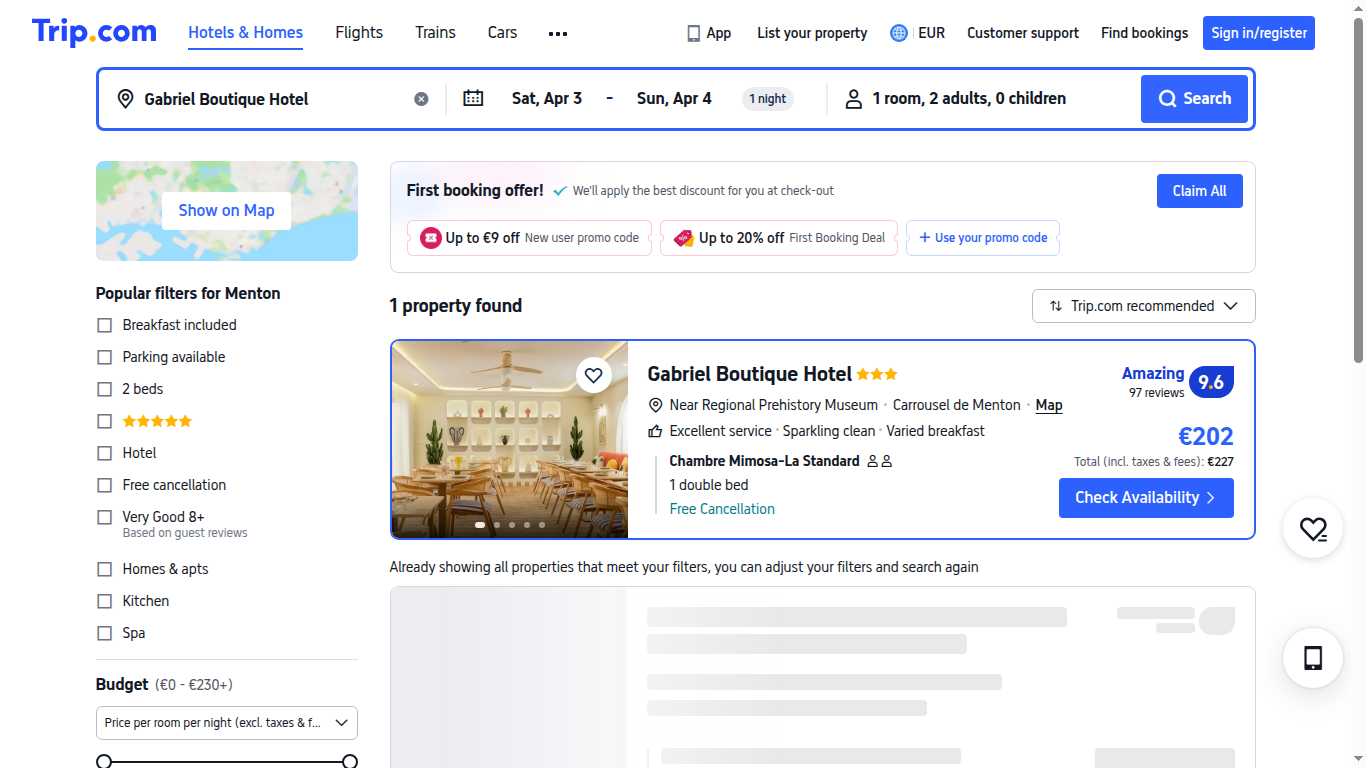 Trip.com
Hotels & Homes
Flights
Trains
Cars
App
List your property
EUR
Customer support
Find bookings
Sign in/register
Gabriel Boutique Hotel
Sat, Apr 3
-
Sun, Apr 4
1 night
1 room, 2 adults, 0 children
Search
Show on Map
Popular filters for Menton
Breakfast included
Parking available
2 beds
Hotel
Free cancellation
Very Good 8+
Based on guest reviews
Homes & apts
Kitchen
Spa
Budget (€0 - €230+)
Price per room per night (excl. taxes & f...
First booking offer!
We'll apply the best discount for you at check-out
Claim All
Up to €9 off New user promo code
Up to 20% off First Booking Deal
+ Use your promo code
1 property found
Trip.com recommended
Gabriel Boutique Hotel
Near Regional Prehistory Museum · Carrousel de Menton · Map
Excellent service · Sparkling clean · Varied breakfast
Chambre Mimosa-La Standard
1 double bed
Free Cancellation
Amazing
97 reviews
9.6
€202
Total (incl. taxes & fees): €227
Check Availability
Already showing all properties that meet your filters, you can adjust your filters and search again